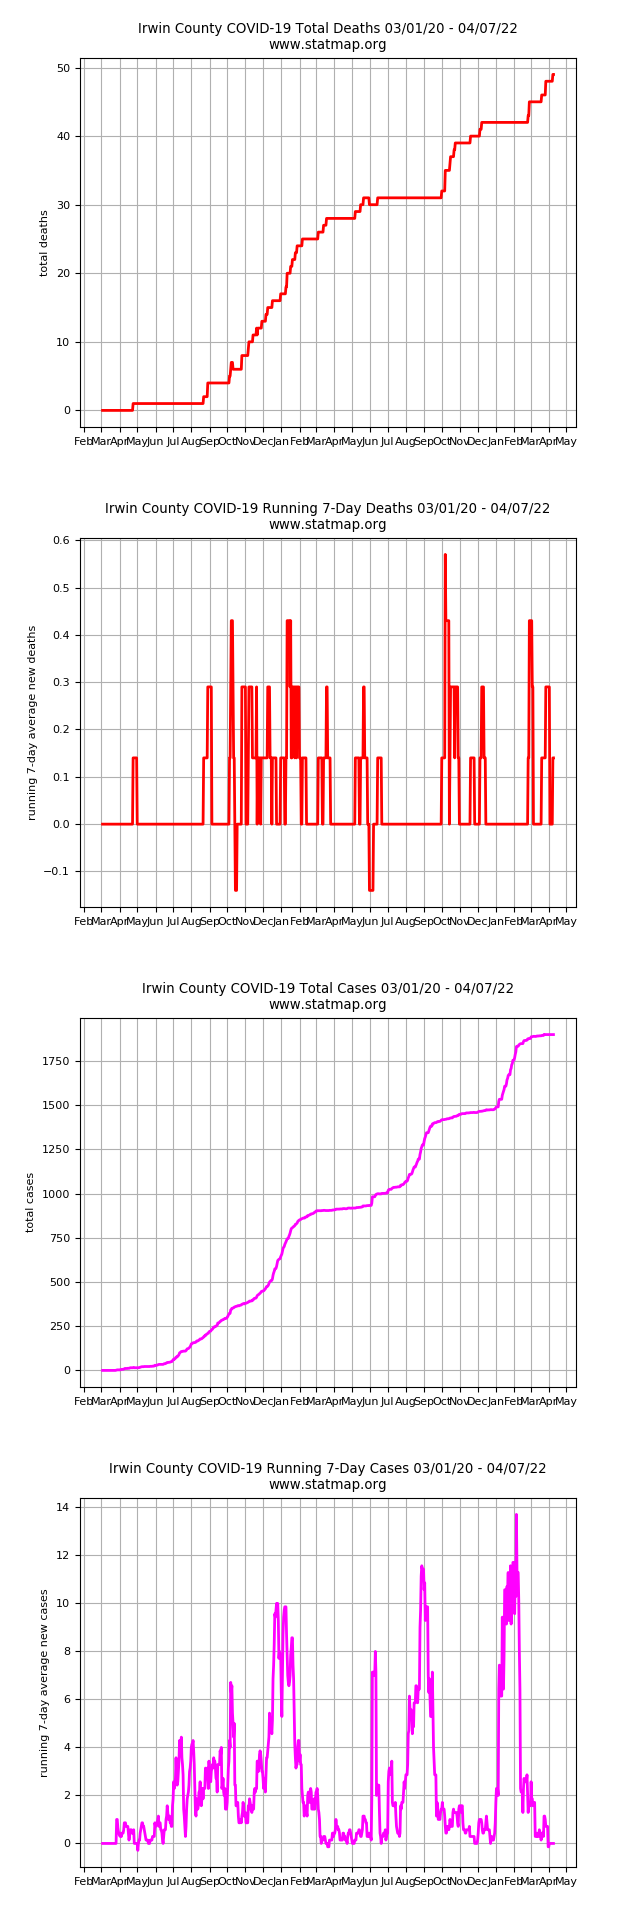 Irwin County COVID-19 Total Deaths 03/01/20 - 04/07/22
www.statmap.org
50
40
30
20
10
0
total deaths
Feb Mar Apr May Jun Jul Aug Sep Oct Nov Dec Jan Feb Mar Apr May Jun Jul Aug Sep Oct Nov Dec Jan Feb Mar Apr May
Irwin County COVID-19 Running 7-Day Deaths 03/01/20 - 04/07/22
www.statmap.org
0.6
0.5
0.4
0.3
0.2
0.1
0.0
−0.1
running 7-day average new deaths
Feb Mar Apr May Jun Jul Aug Sep Oct Nov Dec Jan Feb Mar Apr May Jun Jul Aug Sep Oct Nov Dec Jan Feb Mar Apr May
Irwin County COVID-19 Total Cases 03/01/20 - 04/07/22
www.statmap.org
1750
1500
1250
1000
750
500
250
0
total cases
Feb Mar Apr May Jun Jul Aug Sep Oct Nov Dec Jan Feb Mar Apr May Jun Jul Aug Sep Oct Nov Dec Jan Feb Mar Apr May
Irwin County COVID-19 Running 7-Day Cases 03/01/20 - 04/07/22
www.statmap.org
14
12
10
8
6
4
2
0
running 7-day average new cases
Feb Mar Apr May Jun Jul Aug Sep Oct Nov Dec Jan Feb Mar Apr May Jun Jul Aug Sep Oct Nov Dec Jan Feb Mar Apr May